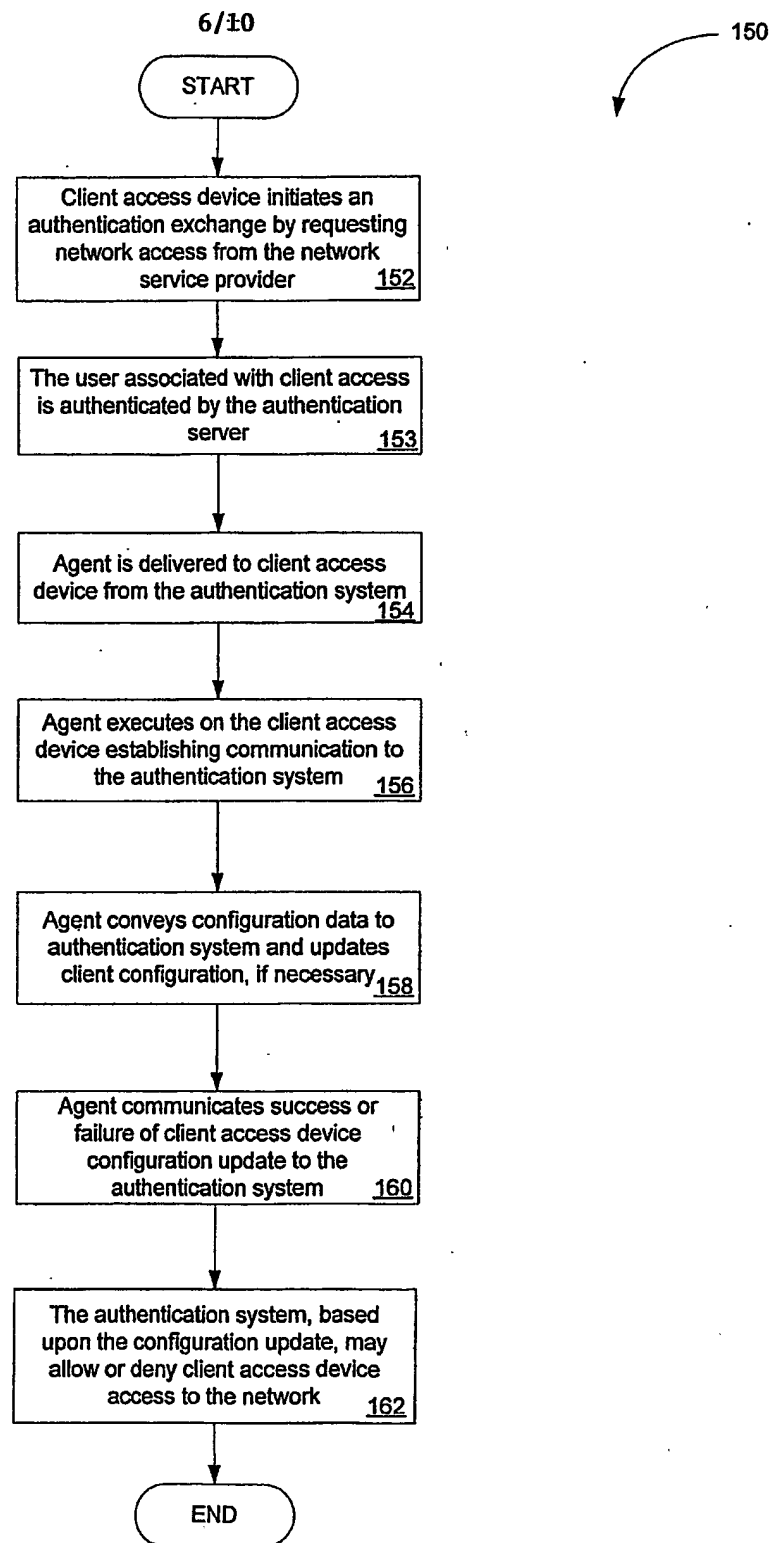 6/10
150
START
Client access device initiates an
authentication exchange by requesting
network access from the network
service provider
152
The user associated with client access
is authenticated by the authentication
server
153
Agent is delivered to client access
device from the authentication system
154
Agent executes on the client access
device establishing communication to
the authentication system
156
Agent conveys configuration data to
authentication system and updates
client configuration, if necessary
158
Agent communicates success or
failure of client access device
configuration update to the
authentication system
160
The authentication system, based
upon the configuration update, may
allow or deny client access device
access to the network
162
END